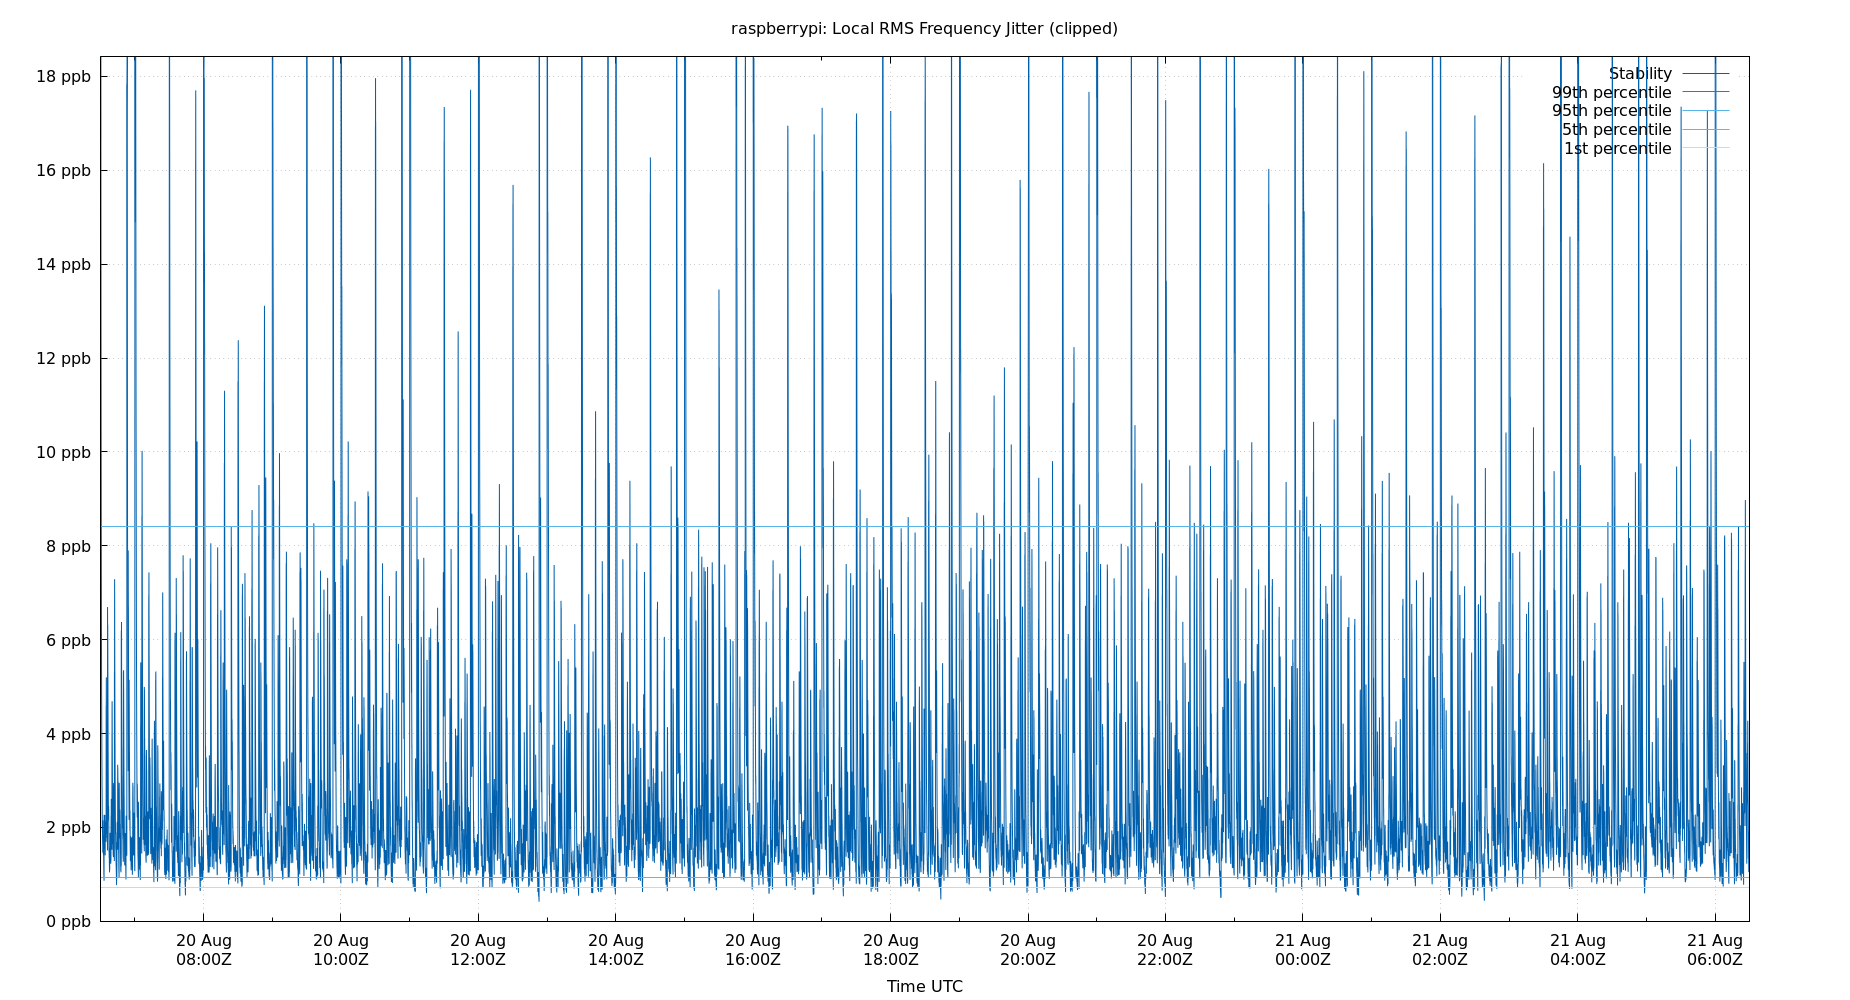 raspberrypi: Local RMS Frequency Jitter (clipped)
18 ppb
16 ppb
14 ppb
12 ppb
10 ppb
8 ppb
6 ppb
4 ppb
2 ppb
0 ppb
Stability
99th percentile
95th percentile
5th percentile
1st percentile
20 Aug 20 Aug 20 Aug 20 Aug 20 Aug 20 Aug 20 Aug 20 Aug 21 Aug 21 Aug 21 Aug 21 Aug
08:00Z 10:00Z 12:00Z 14:00Z 16:00Z 18:00Z 20:00Z 22:00Z 00:00Z 02:00Z 04:00Z 06:00Z
Time UTC